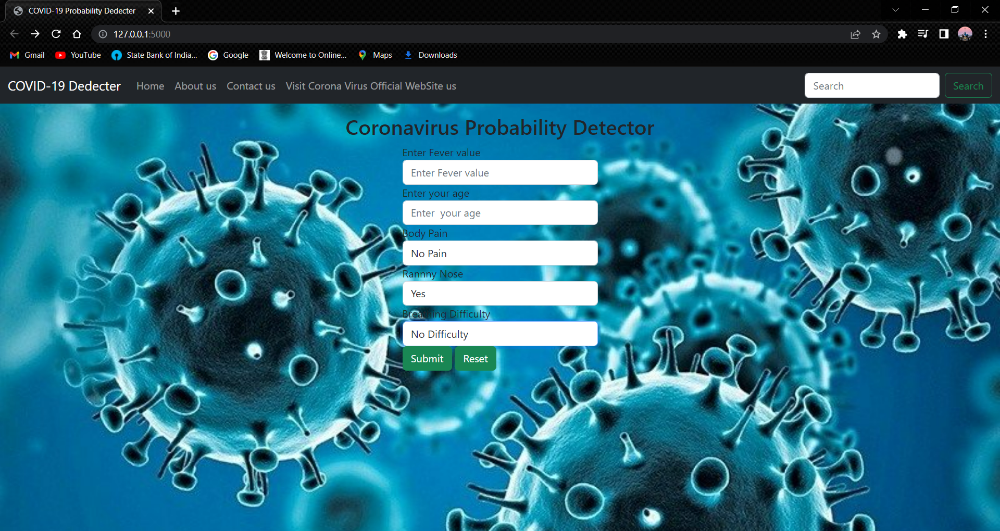 COVID-19 Probability Dedecter
127.0.0.1:5000
Gmail YouTube State Bank of India... Google Welcome to Online... Maps Downloads
COVID-19 Dedecter Home About us Contact us Visit Corona Virus Official WebSite us Search Search
Coronavirus Probability Detector
Enter Fever value
Enter Fever value
Enter your age
Enter  your age
Body Pain
No Pain
Rannny Nose
Yes
Difficulty
No Difficulty
Submit Reset